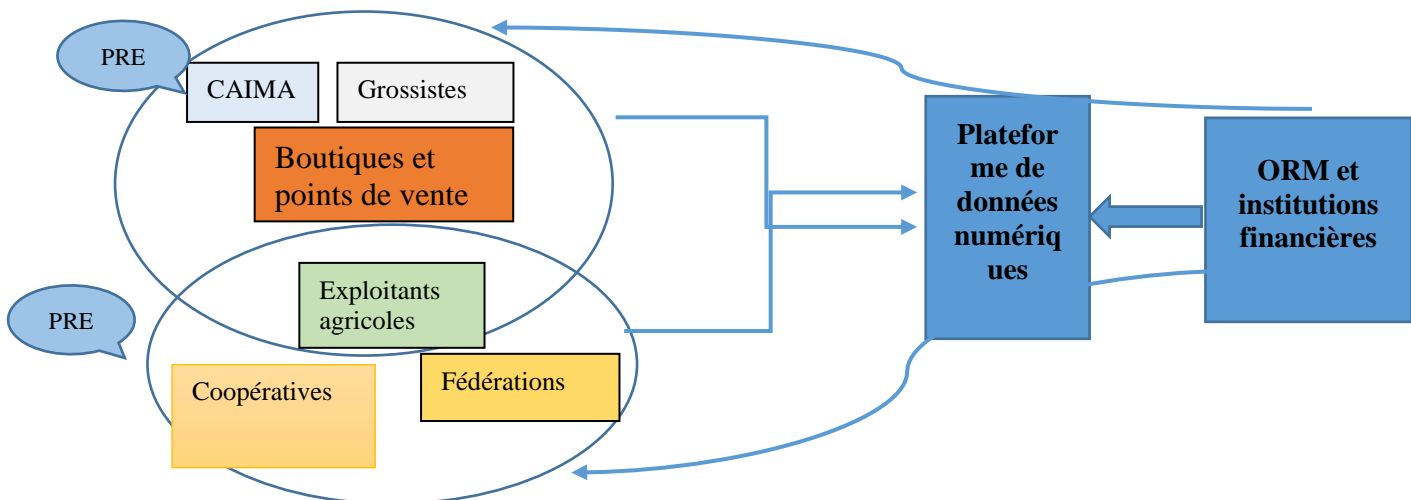 PRE
CAIMA
Grossistes
Boutiques et
points de vente
Platefor
me de
données
numériq
ues
ORM et
institutions
financières
Exploitants
agricoles
PRE
Coopératives
Fédérations